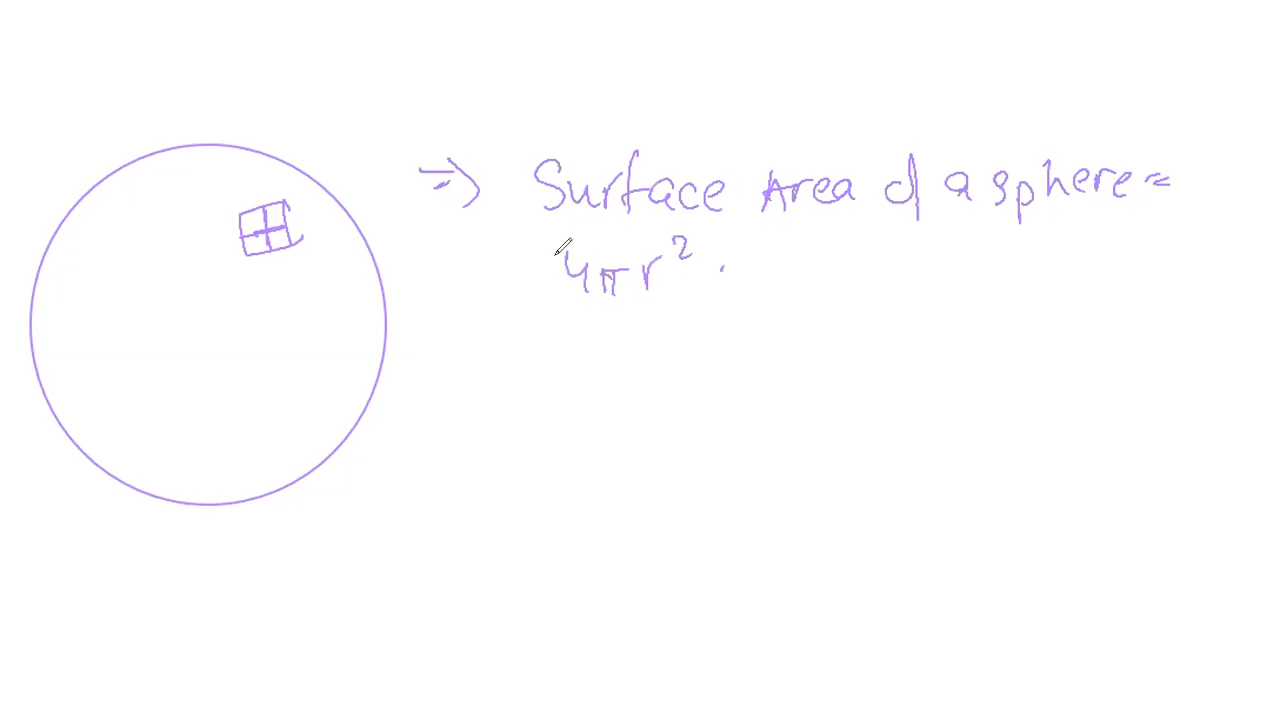 ⇒ Surface Area of a sphere =
4πr².